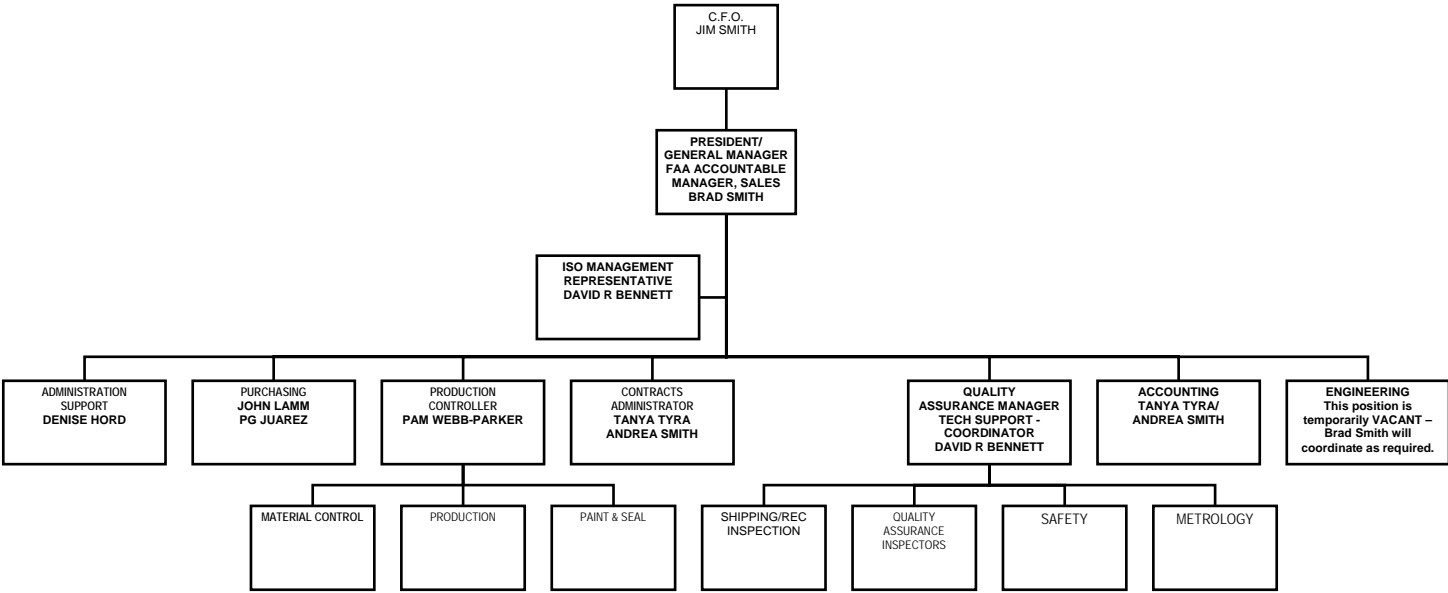 C.F.O.
JIM SMITH
PRESIDENT/
GENERAL MANAGER
FAA ACCOUNTABLE
MANAGER, SALES
BRAD SMITH
ISO MANAGEMENT
REPRESENTATIVE
DAVID R BENNETT
ADMINISTRATION
SUPPORT
DENISE HORD
PURCHASING
JOHN LAMM
PG JUAREZ
PRODUCTION
CONTROLLER
PAM WEBB-PARKER
CONTRACTS
ADMINISTRATOR
TANYA TYRA
ANDREA SMITH
QUALITY
ASSURANCE MANAGER
TECH SUPPORT -
COORDINATOR
DAVID R BENNETT
ACCOUNTING
TANYA TYRA/
ANDREA SMITH
ENGINEERING
This position is
temporarily VACANT –
Brad Smith will
coordinate as required.
MATERIAL CONTROL
PRODUCTION
PAINT & SEAL
SHIPPING/REC
INSPECTION
QUALITY
ASSURANCE
INSPECTORS
SAFETY
METROLOGY